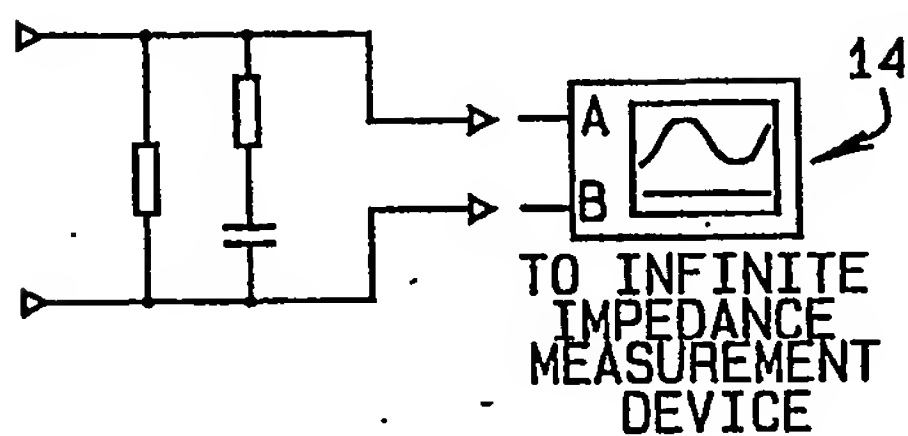 14
A
B
TO INFINITE
IMPEDANCE
MEASUREMENT
DEVICE